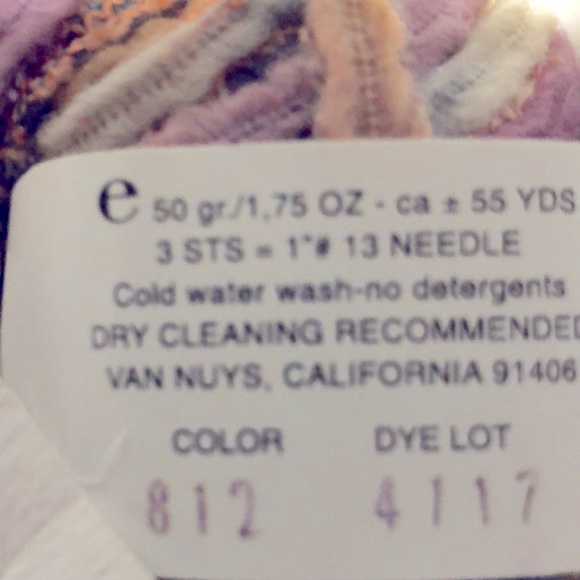 e 50 gr./1,75 OZ - ca ± 55 YDS
3 STS = 1"# 13 NEEDLE
Cold water wash-no detergents
DRY CLEANING RECOMMENDED
VAN NUYS, CALIFORNIA 91406
COLOR DYE LOT
812 4117